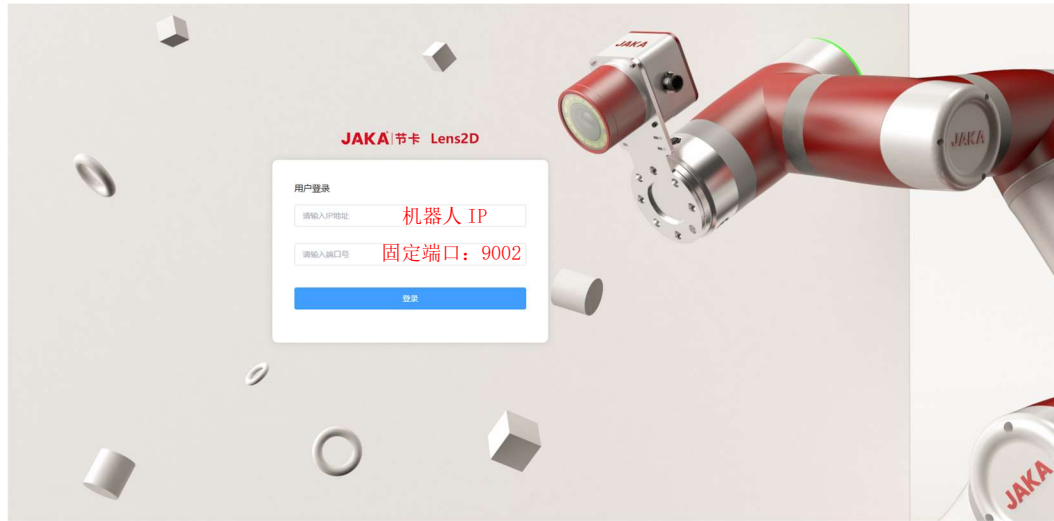 JAKA
JAKA 节卡 Lens2D
JAKA
用户登录
请输入IP地址
机器人 IP
请输入端口号
固定端口：9002
登录
JAKA